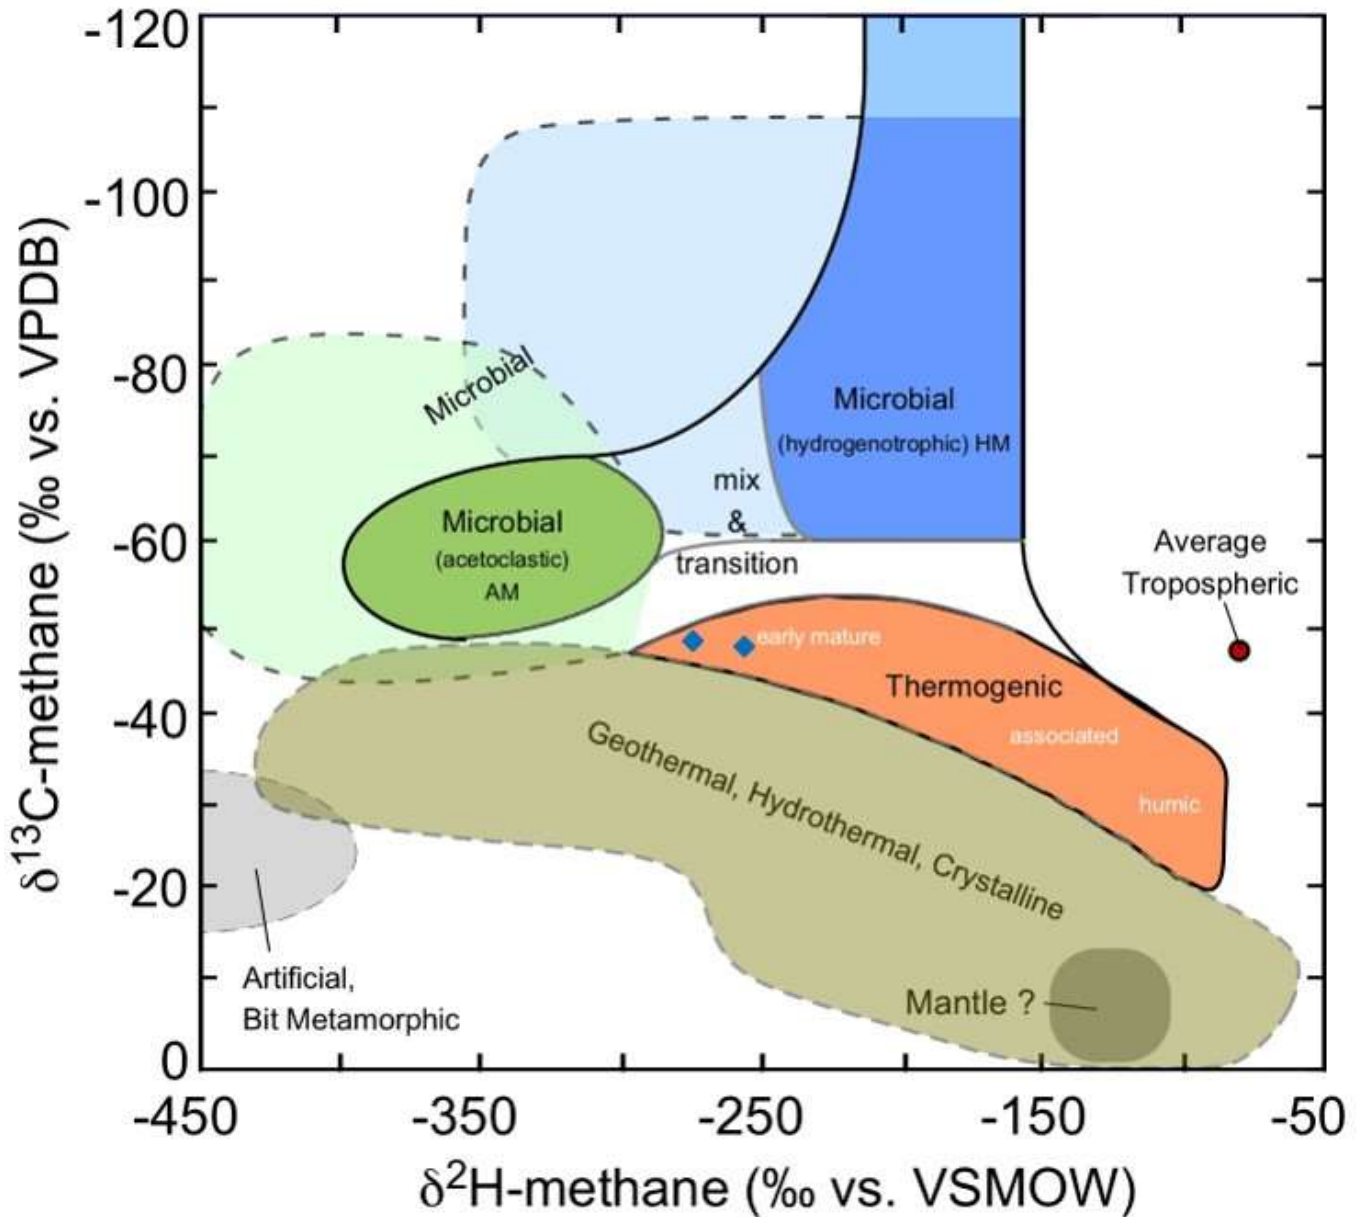 -120
-100
-80
-60
-40
-20
0
δ¹³C-methane (‰ vs. VPDB)
Microbial
Microbial
(hydrogenotrophic) HM
mix
&
transition
Microbial
(acetoclastic)
AM
Average
Tropospheric
early mature
Thermogenic
associated
humic
Geothermal, Hydrothermal, Crystalline
Artificial,
Bit Metamorphic
Mantle ?
-450
-350
-250
-150
-50
δ²H-methane (‰ vs. VSMOW)